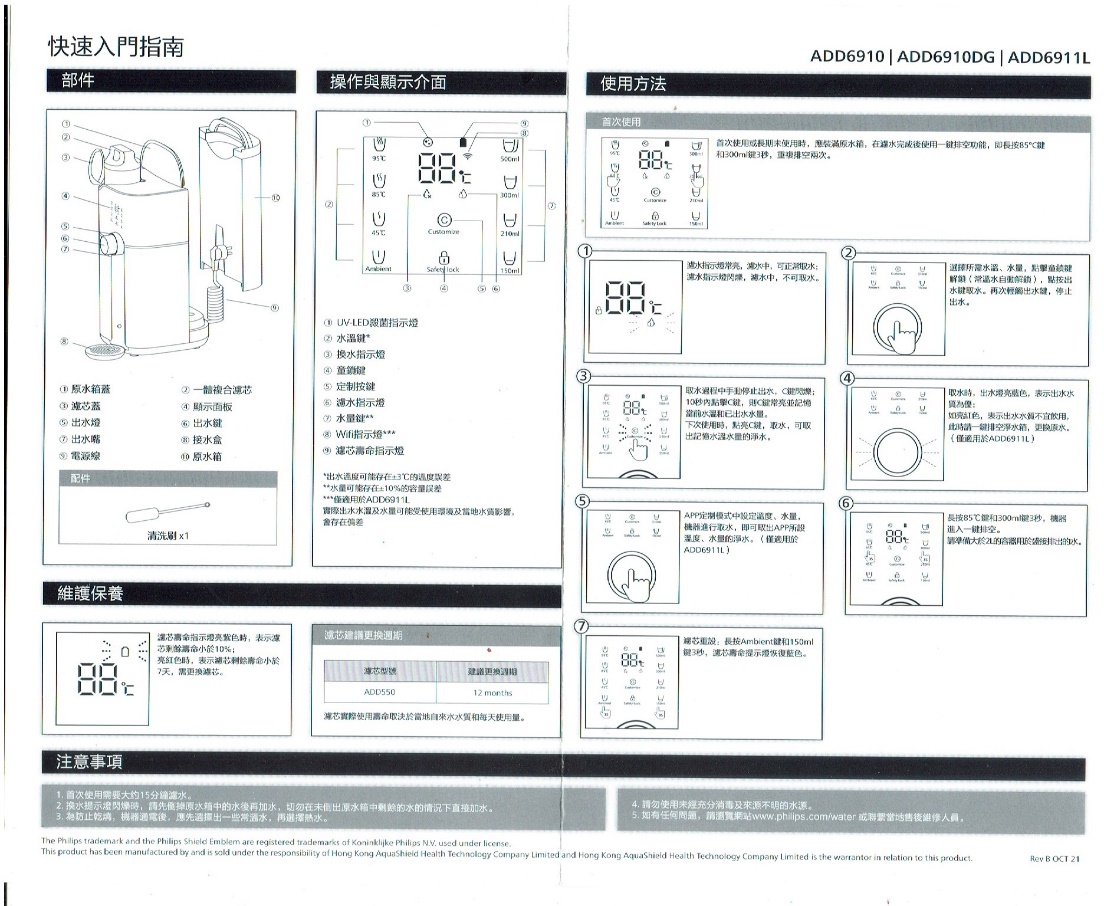 快速入門指南
ADD6910 | ADD6910DG | ADD6911L
部件
① 原水箱蓋
② 一體複合濾芯
③ 濾芯蓋
④ 顯示面板
⑤ 出水燈
⑥ 出水鍵
⑦ 出水嘴
⑧ 接水盒
⑨ 電源線
⑩ 原水箱
配件
清洗刷 x1
操作與顯示介面
95℃
85℃
45℃
Ambient
88℃
Customize
Safety lock
500ml
300ml
210ml
150ml
① UV-LED殺菌指示燈
② 水溫鍵*
③ 換水指示燈
④ 童鎖鍵
⑤ 定制按鍵
⑥ 濾水指示燈
⑦ 水量鍵**
⑧ Wifi指示燈***
⑨ 濾芯壽命指示燈
*出水溫度可能存在±3℃的溫度誤差
**水量可能存在±10%的容量誤差
***僅適用於ADD6911L
實際出水水溫及水量可能受使用環境及當地水質影響,
會存在偏差
使用方法
首次使用
首次使用或長期未使用時，應裝滿原水箱，在濾水完成後使用一鍵排空功能，即長按85℃鍵
和300ml鍵3秒，重複排空兩次。
①
濾水指示燈常亮，濾水中，可正常取水；
濾水指示燈閃爍，濾水中，不可取水。
②
選擇所需水溫、水量，點擊童鎖鍵
解鎖（常溫水自動解鎖），點按出
水鍵取水。再次輕觸出水鍵，停止
出水。
③
取水過程中手動停止出水，C鍵閃爍；
10秒內點擊C鍵，則C鍵常亮並記憶
當前水溫和已出水水量。
下次使用時，點亮C鍵，取水，可取
出記憶水溫水量的淨水。
④
取水時，出水燈亮藍色，表示出水水
質為優；
如亮紅色，表示出水水質不宜飲用，
此時請一鍵排空淨水箱，更換原水。
（僅適用於ADD6911L）
⑤
APP定制模式中設定溫度、水量，
機器進行取水，即可取出APP所設
溫度、水量的淨水。（僅適用於
ADD6911L）
⑥
長按85℃鍵和300ml鍵3秒，機器
進入一鍵排空。
請準備大於2L的容器用於盛接排出的水。
⑦
濾芯重設：長按Ambient鍵和150ml
鍵3秒，濾芯壽命提示燈恢復藍色。
維護保養
88℃
濾芯壽命指示燈亮紫色時，表示濾
芯剩餘壽命小於10%；
亮紅色時，表示濾芯剩餘壽命小於
7天，需更換濾芯。
濾芯建議更換週期
濾芯型號
建議更換週期
ADD550
12 months
濾芯實際使用壽命取決於當地自來水水質和每天使用量。
注意事項
1. 首次使用需要大約15分鐘濾水。
2. 換水提示燈閃爍時，請先倒掉原水箱中的水後再加水，切勿在未倒出原水箱中剩餘的水的情況下直接加水。
3. 為防止乾燒，機器通電後，應先選擇出一些常溫水，再選擇熱水。
4. 請勿使用未經充分消毒及來源不明的水源。
5. 如有任何問題，請瀏覽網站www.philips.com/water 或聯繫當地售後維修人員。
The Philips trademark and the Philips Shield Emblem are registered trademarks of Koninklijke Philips N.V. used under license.
This product has been manufactured by and is sold under the responsibility of Hong Kong AquaShield Health Technology Company Limited and Hong Kong AquaShield Health Technology Company Limited is the warrantor in relation to this product.
Rev B OCT 21